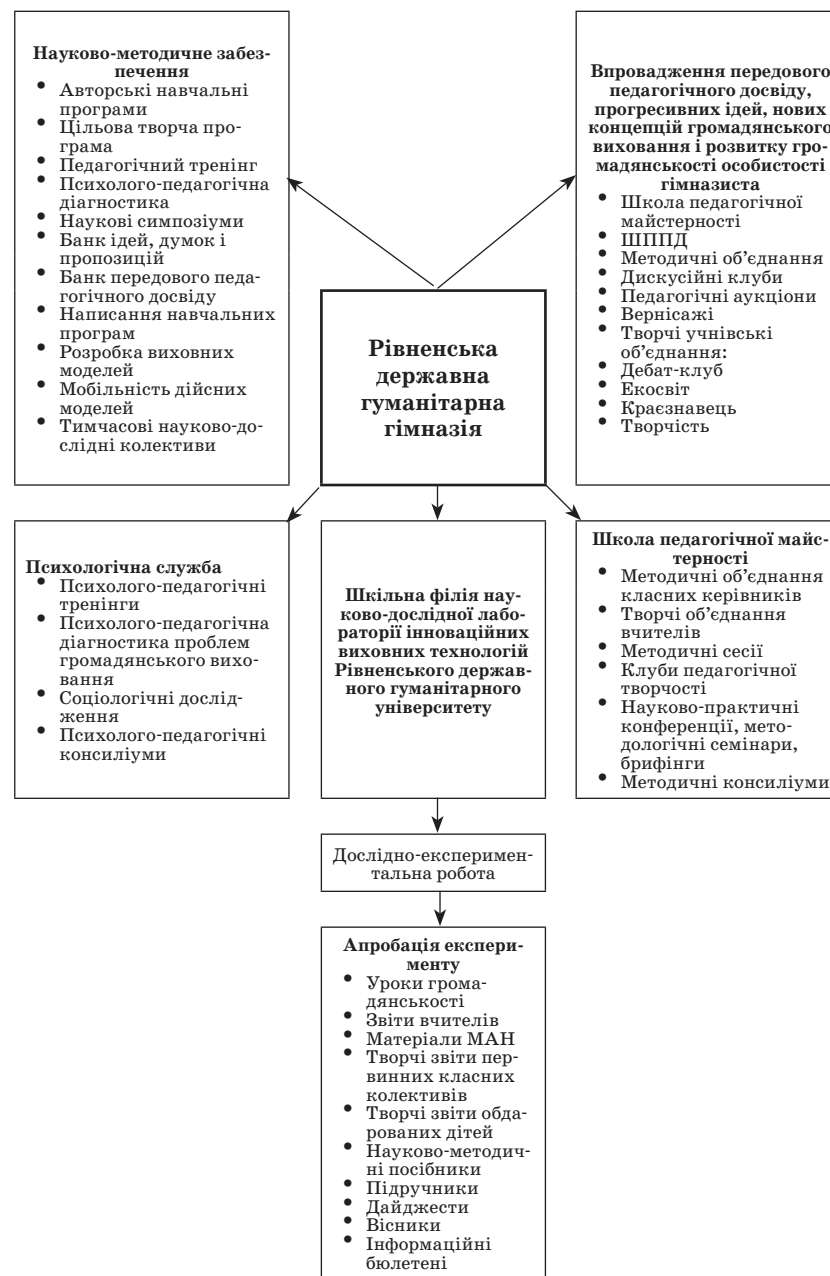 Науково-методичне забез-
печення
• Авторські навчальні
програми
• Цільова творча про-
грама
• Педагогічний тренінг
• Психолого-педагогічна
діагностика
• Наукові симпозіуми
• Банк ідей, думок і
пропозицій
• Банк передового педа-
гогічного досвіду
• Написання навчальних
програм
• Розробка виховних
моделей
• Мобільність дійсних
моделей
• Тимчасові науково-до-
слідні колективи
Рівненська
державна
гуманітарна
гімназія
Впровадження передового
педагогічного досвіду,
прогресивних ідей, нових
концепцій громадянського
виховання і розвитку гро-
мадянськості особистості
гімназиста
• Школа педагогічної
майстерності
• ШППД
• Методичні об’єднання
• Дискусійні клуби
• Педагогічні аукціони
• Вернісажі
• Творчі учнівські
об’єднання:
• Дебат-клуб
• Екосвіт
• Краєзнавець
• Творчість
Психологічна служба
• Психолого-педагогічні
тренінги
• Психолого-педагогічна
діагностика проблем
громадянського вихо-
вання
• Соціологічні дослід-
ження
• Психолого-педагогічні
консиліуми
Шкільна філія нау-
ково-дослідної лабо-
раторії інноваційних
виховних технологій
Рівненського держав-
ного гуманітарного
університету
Школа педагогічної майс-
терності
• Методичні об’єднання
класних керівників
• Творчі об’єднання
вчителів
• Методичні сесії
• Клуби педагогічної
творчості
• Науково-практичні
конференції, мето-
дологічні семінари,
брифінги
• Методичні консиліуми
Дослідно-експеримен-
тальна робота
Апробація експери-
менту
• Уроки грома-
дянськості
• Звіти вчителів
• Матеріали МАН
• Творчі звіти пер-
винних класних
колективів
• Творчі звіти обда-
рованих дітей
• Науково-методич-
ні посібники
• Підручники
• Дайджести
• Вісники
• Інформаційні
бюлетені